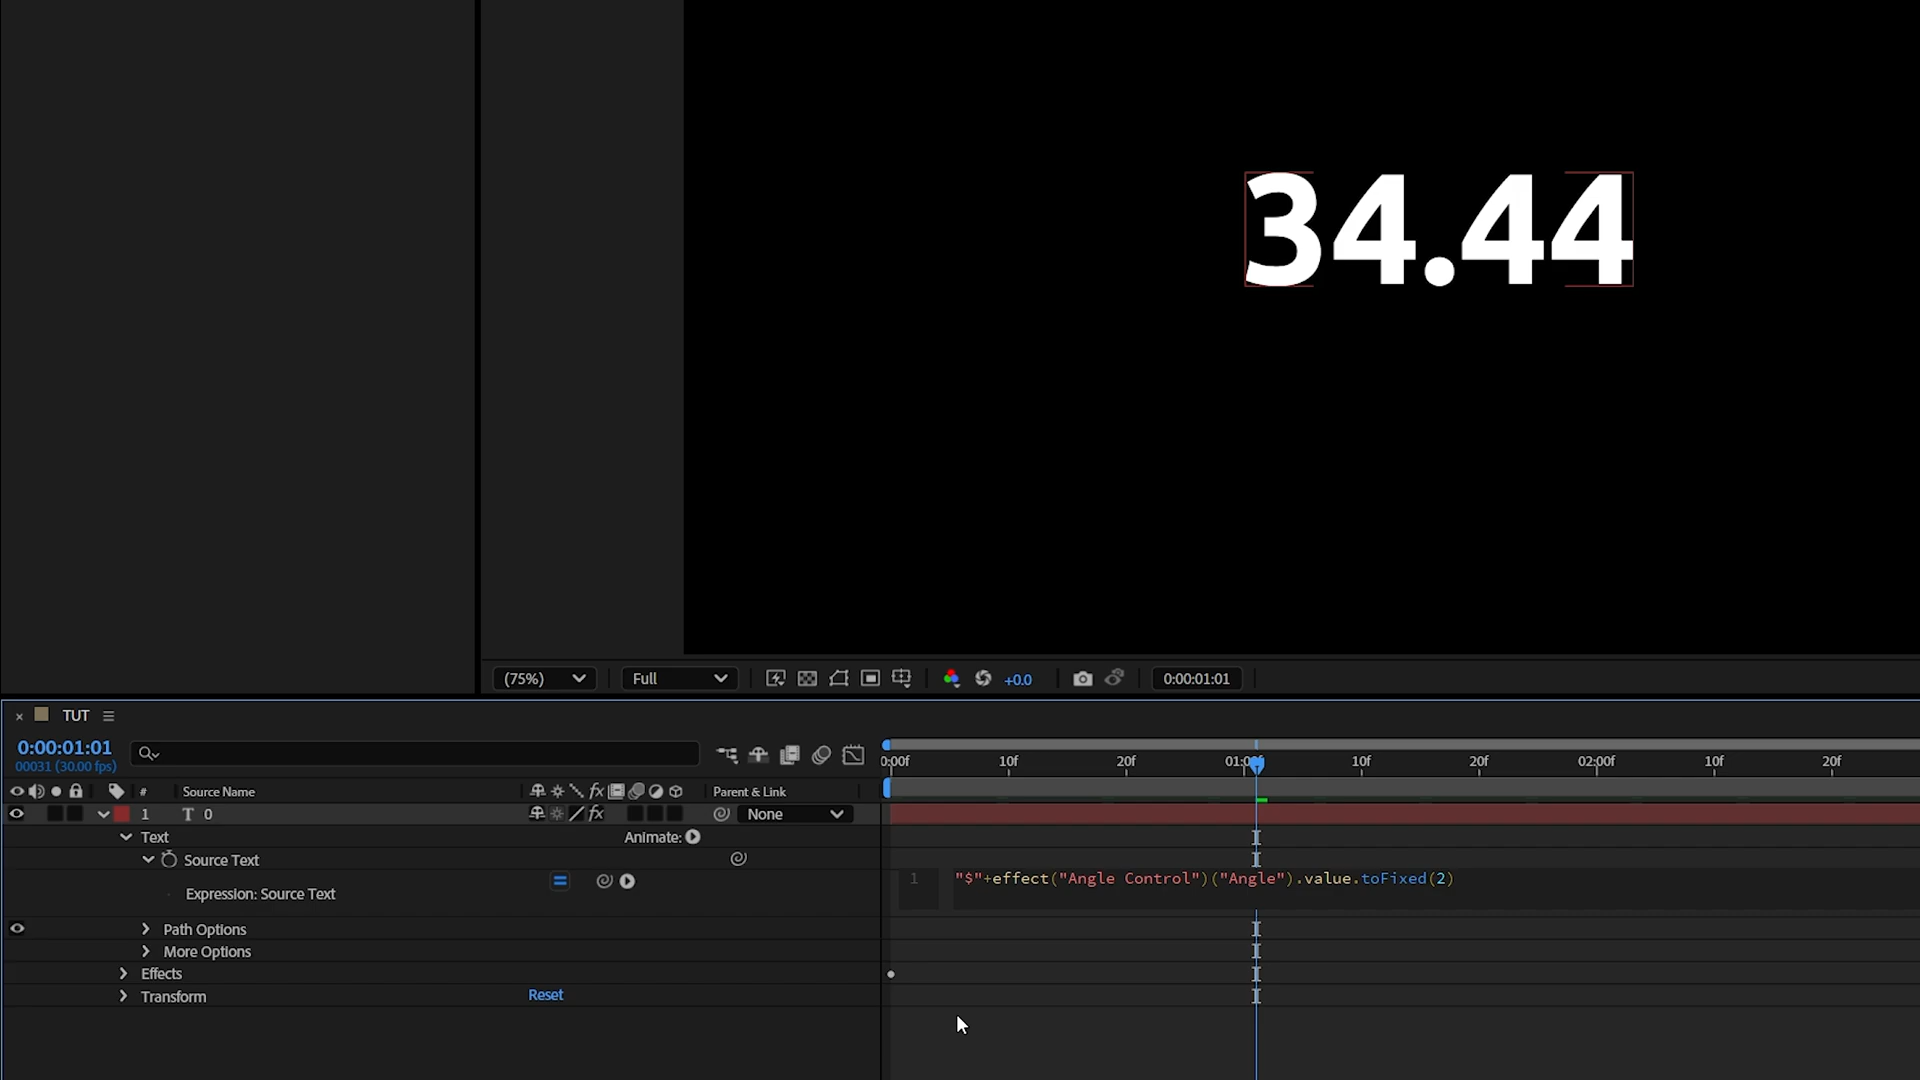 34.44
(75%) Full +0.0 0:00:01:01
× TUT
0:00:01:01
00031 (30.00 fps)
0:00f 10f 20f 01:00f 10f 20f 02:00f 10f 20f
# Source Name Parent & Link
1 T 0 fx None
Text Animate:
Source Text
Expression: Source Text
1 "$"+effect("Angle Control")("Angle").value.toFixed(2)
Path Options
More Options
Effects
Transform Reset